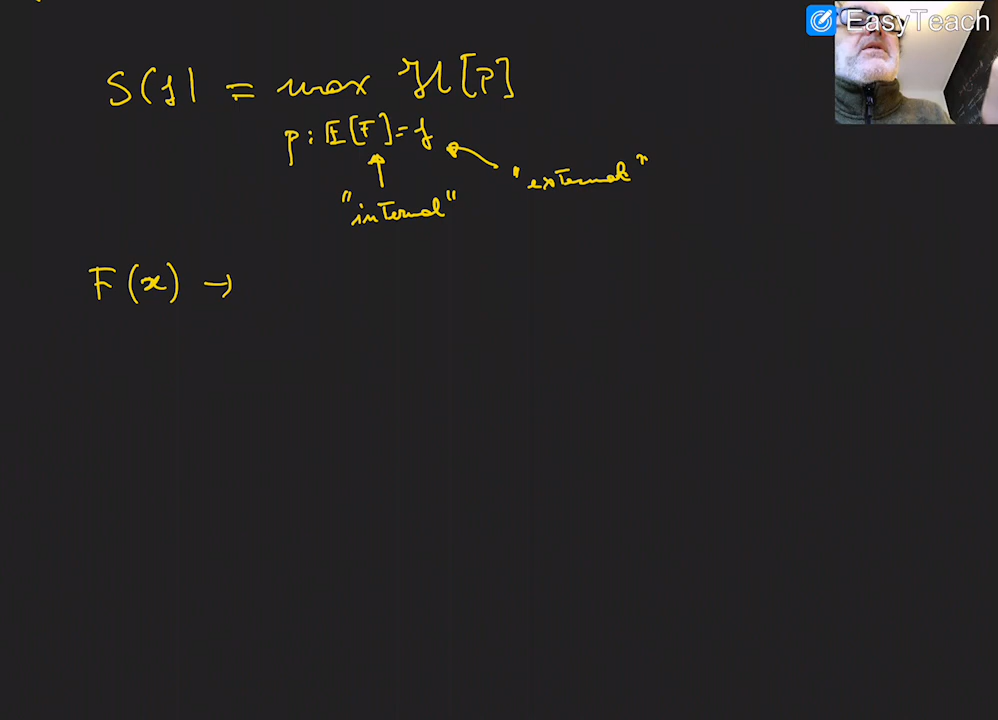 EasyTeach
S(f) = max H[P]
p : E[F] = f
"external"
"internal"
F(x) →